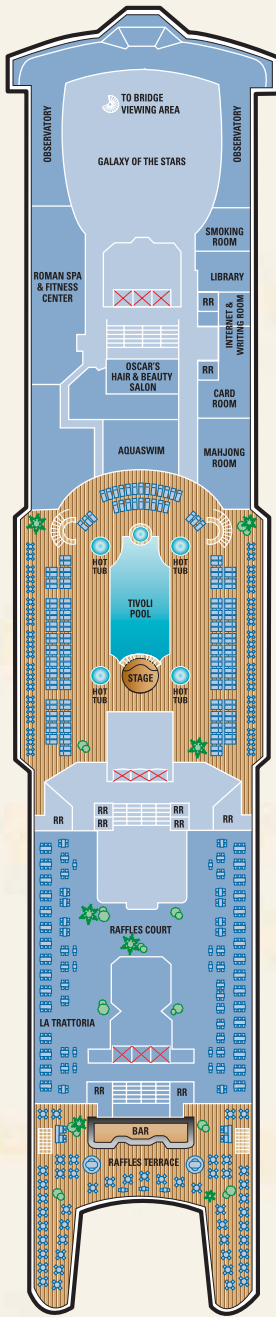 TO BRIDGE
VIEWING AREA
OBSERVATORY
OBSERVATORY
GALAXY OF THE STARS
SMOKING
ROOM
ROMAN SPA
& FITNESS
CENTER
LIBRARY
RR
INTERNET &
WRITING ROOM
OSCAR'S
HAIR & BEAUTY
SALON
RR
CARD
ROOM
AQUASWIM
MAHJONG
ROOM
HOT
TUB
HOT
TUB
TIVOLI
POOL
HOT
TUB
STAGE
HOT
TUB
RR
RR
RR
RR
RR
RR
RAFFLES COURT
LA TRATTORIA
RR
RR
BAR
RAFFLES TERRACE